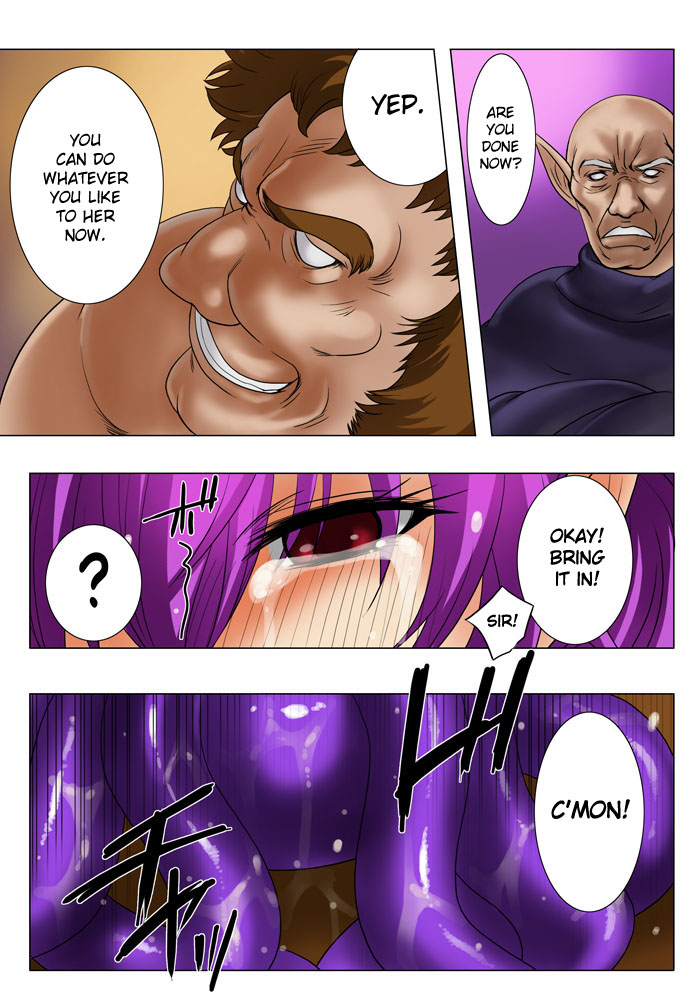 ARE
YOU
DONE
NOW?
YEP.
YOU
CAN DO
WHATEVER
YOU LIKE
TO HER
NOW.
OKAY!
BRING
IT IN!
SIR!
?
C'MON!